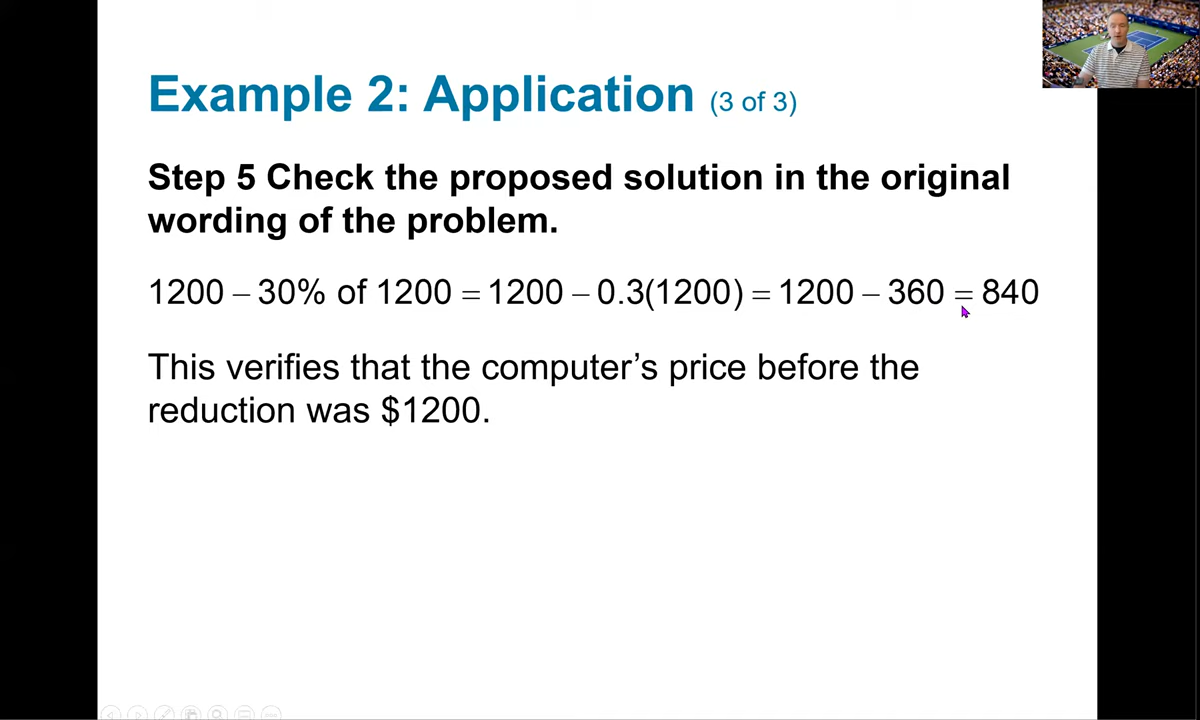 Example 2: Application (3 of 3)
Step 5 Check the proposed solution in the original
wording of the problem.
1200 – 30% of 1200 = 1200 – 0.3(1200) = 1200 – 360 = 840
This verifies that the computer’s price before the
reduction was $1200.